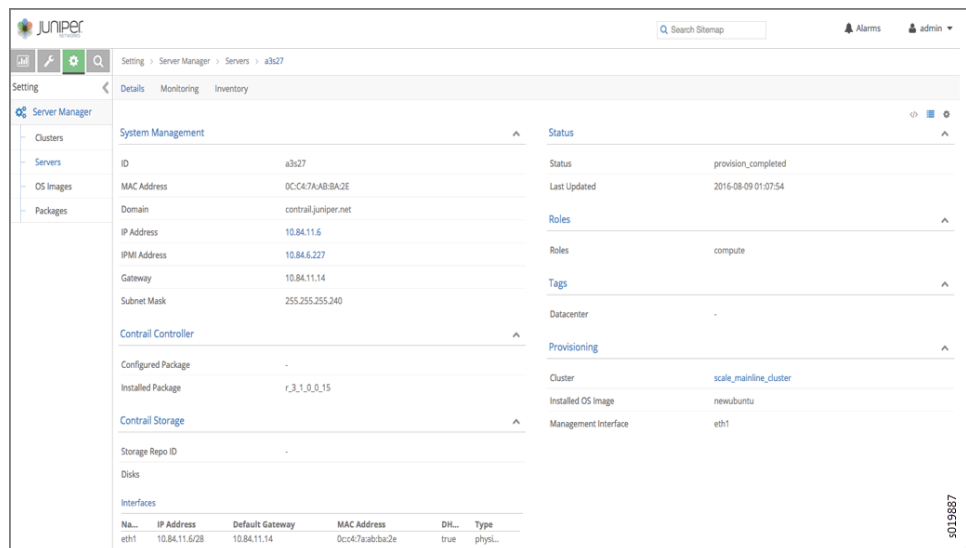 JUNIPer
NETWORKS
Search Sitemap
Alarms
admin
Setting > Server Manager > Servers > a3s27
Setting
Details Monitoring Inventory
Server Manager
Clusters
Servers
OS Images
Packages
</>
System Management
ID a3s27
MAC Address 0C:C4:7A:AB:BA:2E
Domain contrail.juniper.net
IP Address 10.84.11.6
IPMI Address 10.84.6.227
Gateway 10.84.11.14
Subnet Mask 255.255.255.240
Contrail Controller
Configured Package -
Installed Package r_3_1_0_0_15
Contrail Storage
Storage Repo ID -
Disks
Interfaces
Na... IP Address Default Gateway MAC Address DH... Type
eth1 10.84.11.6/28 10.84.11.14 0c:c4:7a:ab:ba:2e true physi...
Status
Status provision_completed
Last Updated 2016-08-09 01:07:54
Roles
Roles compute
Tags
Datacenter -
Provisioning
Cluster scale_mainline_cluster
Installed OS Image newubuntu
Management Interface eth1
s019887